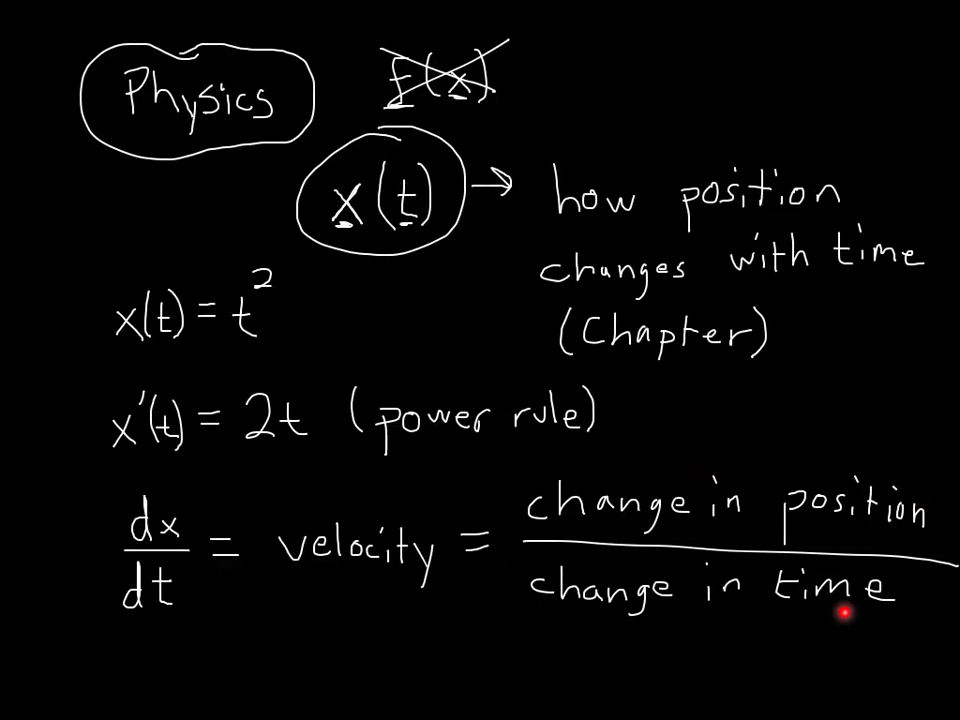 Physics
F(x)
x(t) → how position
changes with time
(Chapter)
x(t) = t²
x'(t) = 2t (power rule)
dx/dt = velocity = change in position / change in time